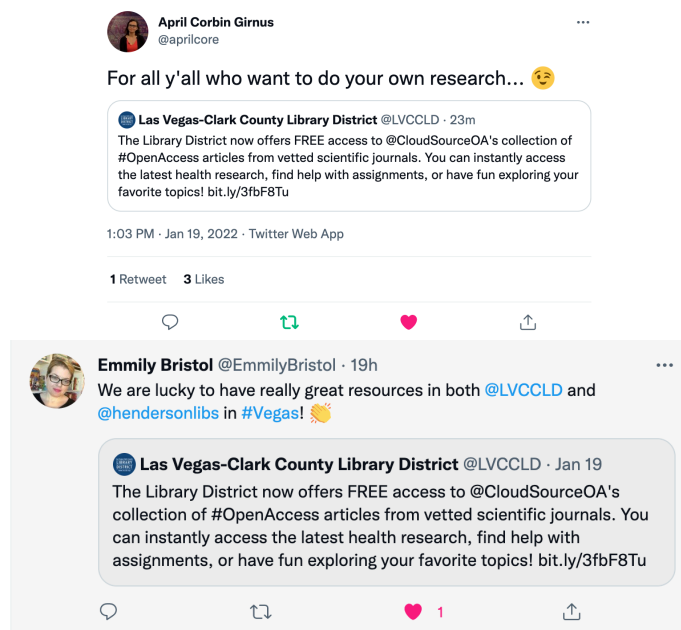 April Corbin Girnus
@aprilcore
For all y'all who want to do your own research... 😉
Las Vegas-Clark County Library District @LVCCLD · 23m
The Library District now offers FREE access to @CloudSourceOA's collection of
#OpenAccess articles from vetted scientific journals. You can instantly access
the latest health research, find help with assignments, or have fun exploring your
favorite topics! bit.ly/3fbF8Tu
1:03 PM · Jan 19, 2022 · Twitter Web App
1 Retweet 3 Likes
Emmily Bristol @EmmilyBristol · 19h
We are lucky to have really great resources in both @LVCCLD and
@hendersonlibs in #Vegas! 👏
Las Vegas-Clark County Library District @LVCCLD · Jan 19
The Library District now offers FREE access to @CloudSourceOA's
collection of #OpenAccess articles from vetted scientific journals. You
can instantly access the latest health research, find help with
assignments, or have fun exploring your favorite topics! bit.ly/3fbF8Tu
1